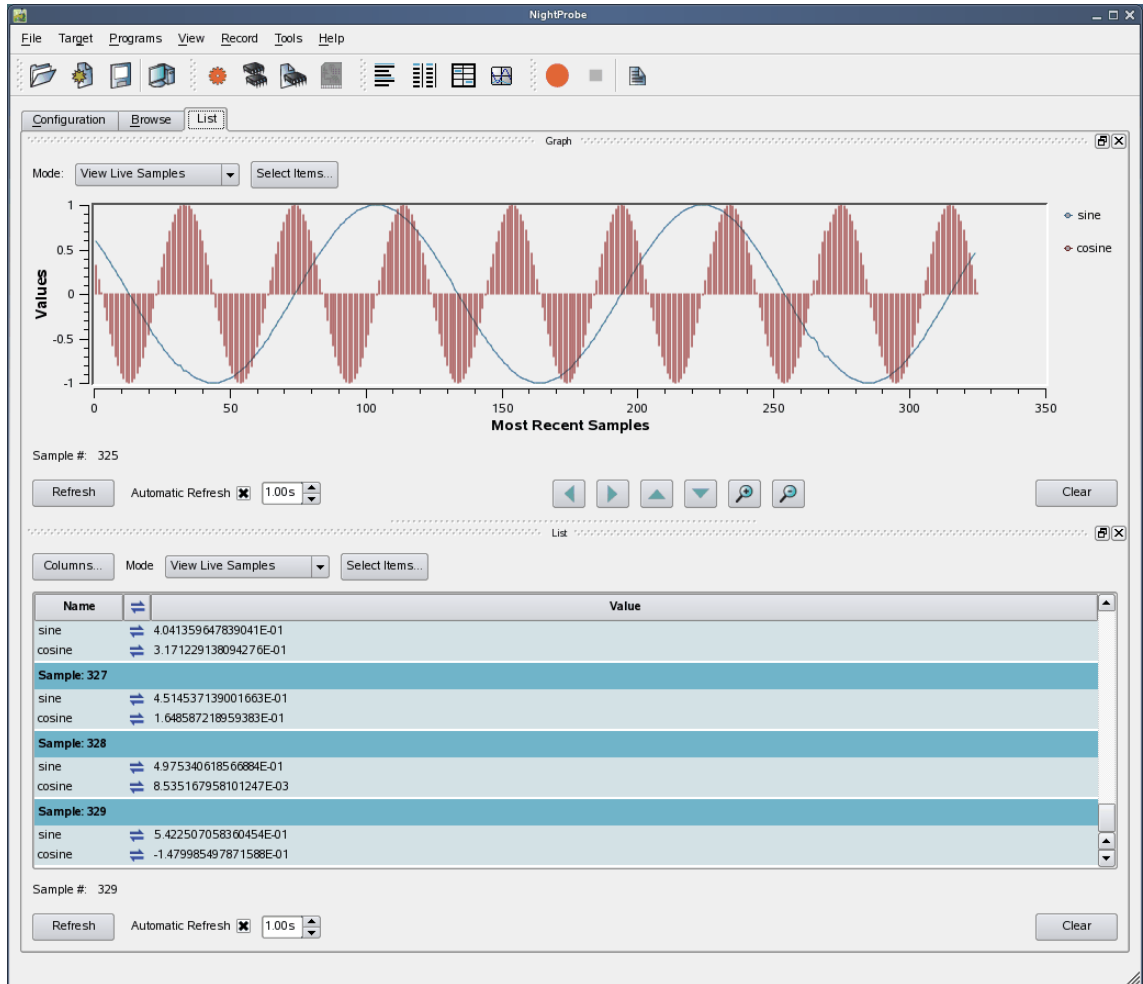 NightProbe
File Target Programs View Record Tools Help
Configuration Browse List
Graph
Mode: View Live Samples Select Items...
1
0.5
0
-0.5
-1
Values
sine
cosine
0 50 100 150 200 250 300 350
Most Recent Samples
Sample #: 325
Refresh Automatic Refresh 1.00s Clear
List
Columns... Mode View Live Samples Select Items...
Name Value
sine 4.041359647839041E-01
cosine 3.171229138094276E-01
Sample: 327
sine 4.514537139001663E-01
cosine 1.648587218959383E-01
Sample: 328
sine 4.975340618566884E-01
cosine 8.535167958101247E-03
Sample: 329
sine 5.422507058360454E-01
cosine -1.479985497871588E-01
Sample #: 329
Refresh Automatic Refresh 1.00s Clear